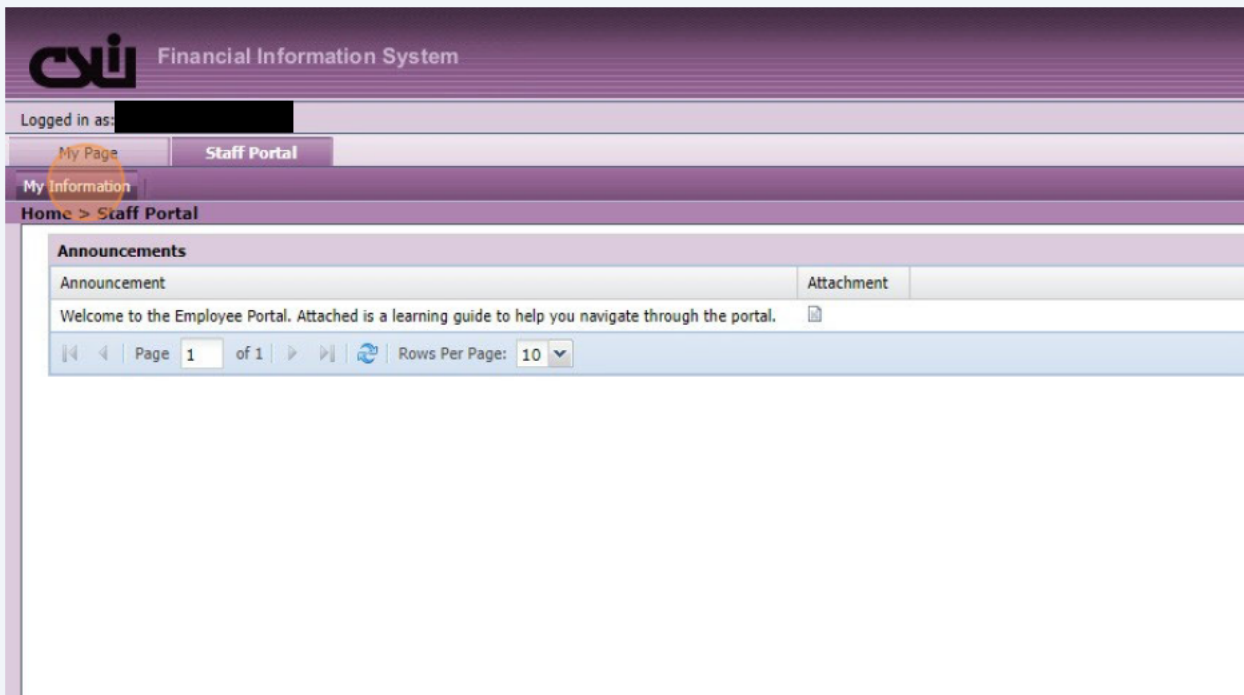 CSIU
Financial Information System
Logged in as:
My Page Staff Portal
My Information
Home > Staff Portal
Announcements
Announcement Attachment
Welcome to the Employee Portal. Attached is a learning guide to help you navigate through the portal.
Page 1 of 1 Rows Per Page: 10